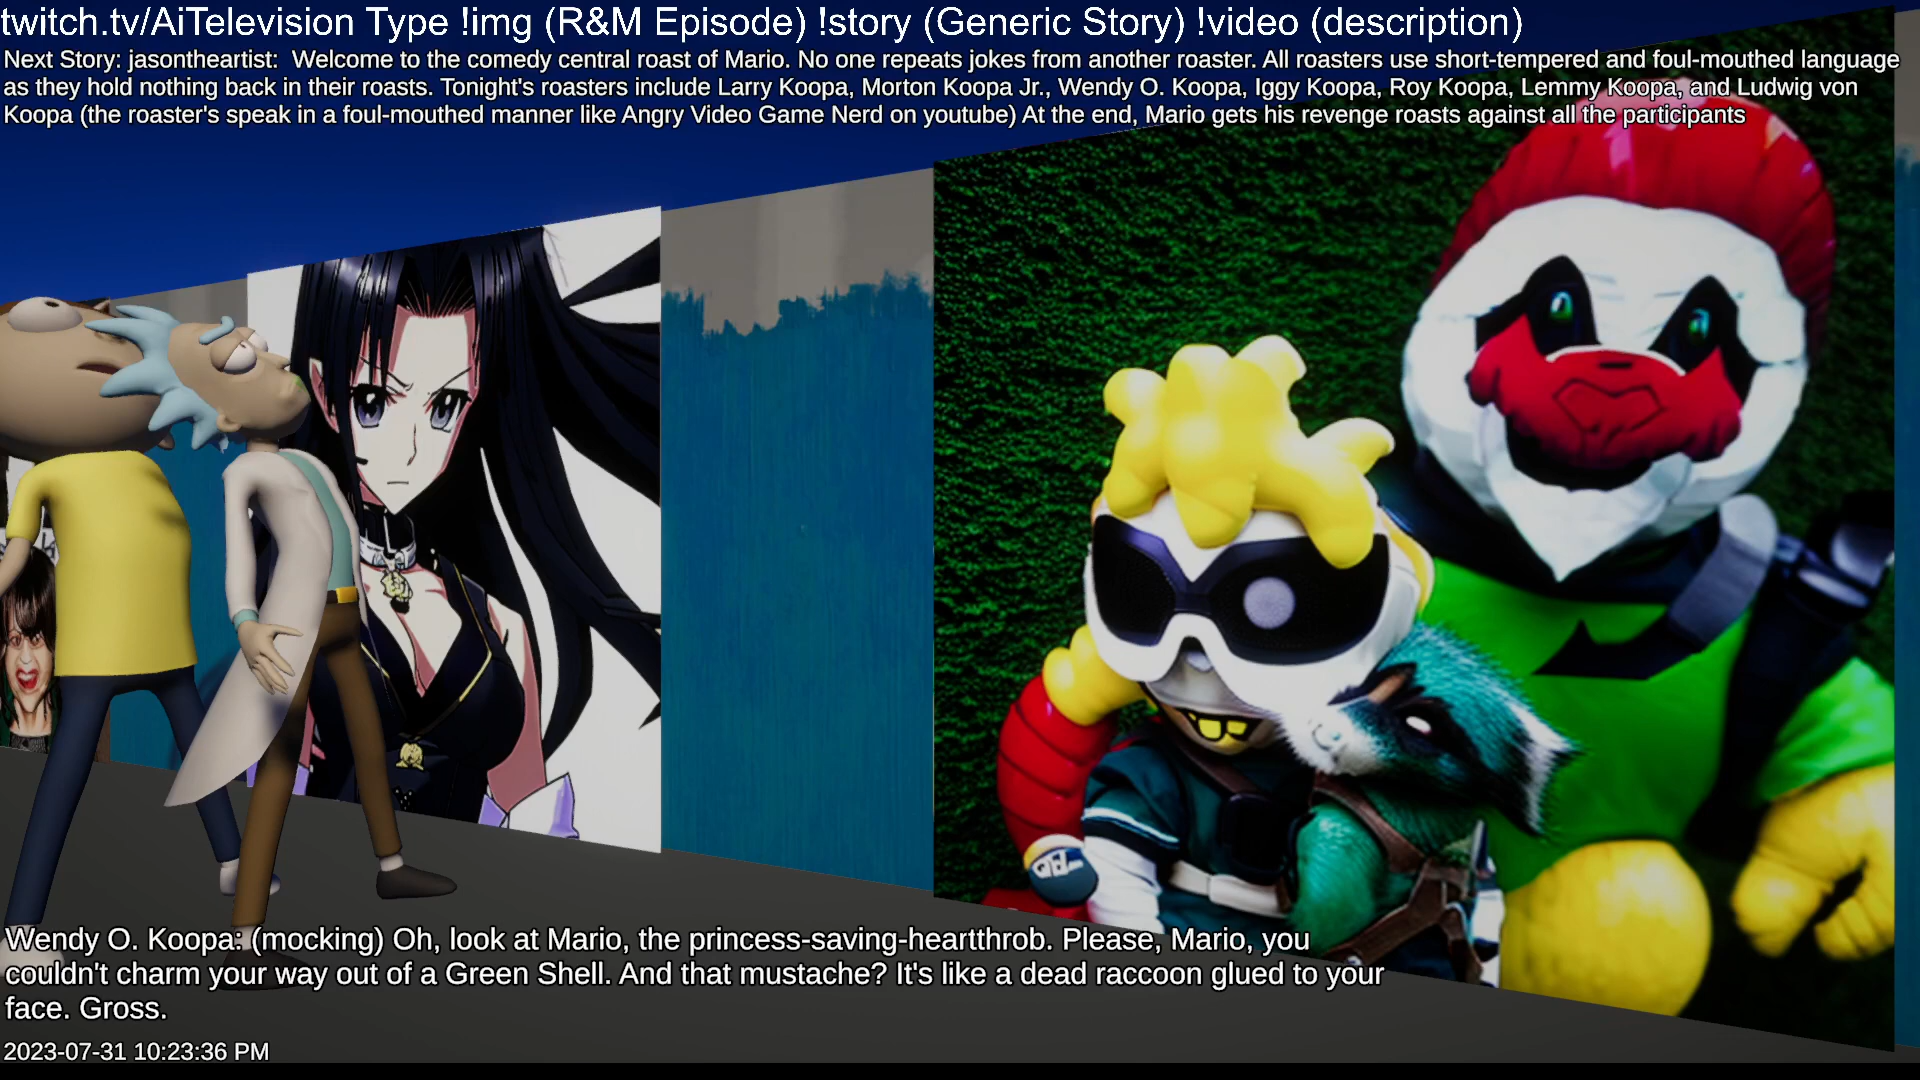 twitch.tv/AiTelevision Type !img (R&M Episode) !story (Generic Story) !video (description)
Next Story: jasontheartist:  Welcome to the comedy central roast of Mario. No one repeats jokes from another roaster. All roasters use short-tempered and foul-mouthed language
as they hold nothing back in their roasts. Tonight's roasters include Larry Koopa, Morton Koopa Jr., Wendy O. Koopa, Iggy Koopa, Roy Koopa, Lemmy Koopa, and Ludwig von
Koopa (the roaster's speak in a foul-mouthed manner like Angry Video Game Nerd on youtube) At the end, Mario gets his revenge roasts against all the participants
Wendy O. Koopa: (mocking) Oh, look at Mario, the princess-saving-heartthrob. Please, Mario, you
couldn't charm your way out of a Green Shell. And that mustache? It's like a dead raccoon glued to your
face. Gross.
2023-07-31 10:23:36 PM